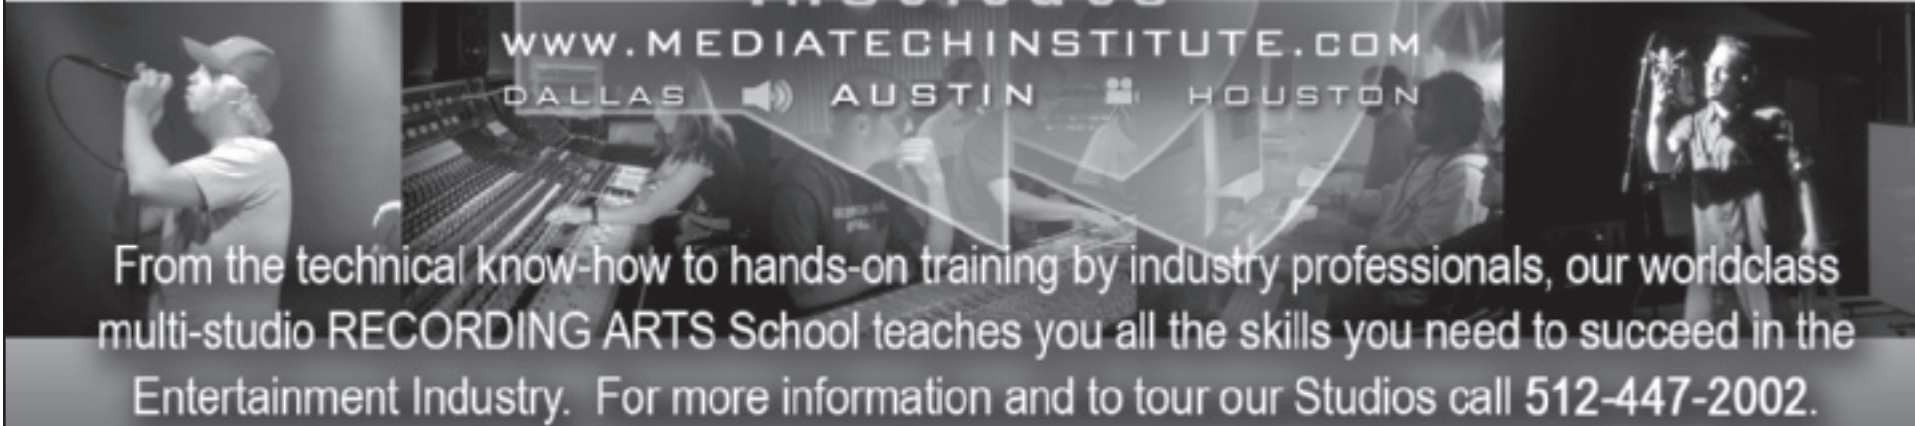 Institute
WWW.MEDIATECHINSTITUTE.COM
DALLAS AUSTIN HOUSTON
From the technical know-how to hands-on training by industry professionals, our worldclass
multi-studio RECORDING ARTS School teaches you all the skills you need to succeed in the
Entertainment Industry. For more information and to tour our Studios call 512-447-2002.